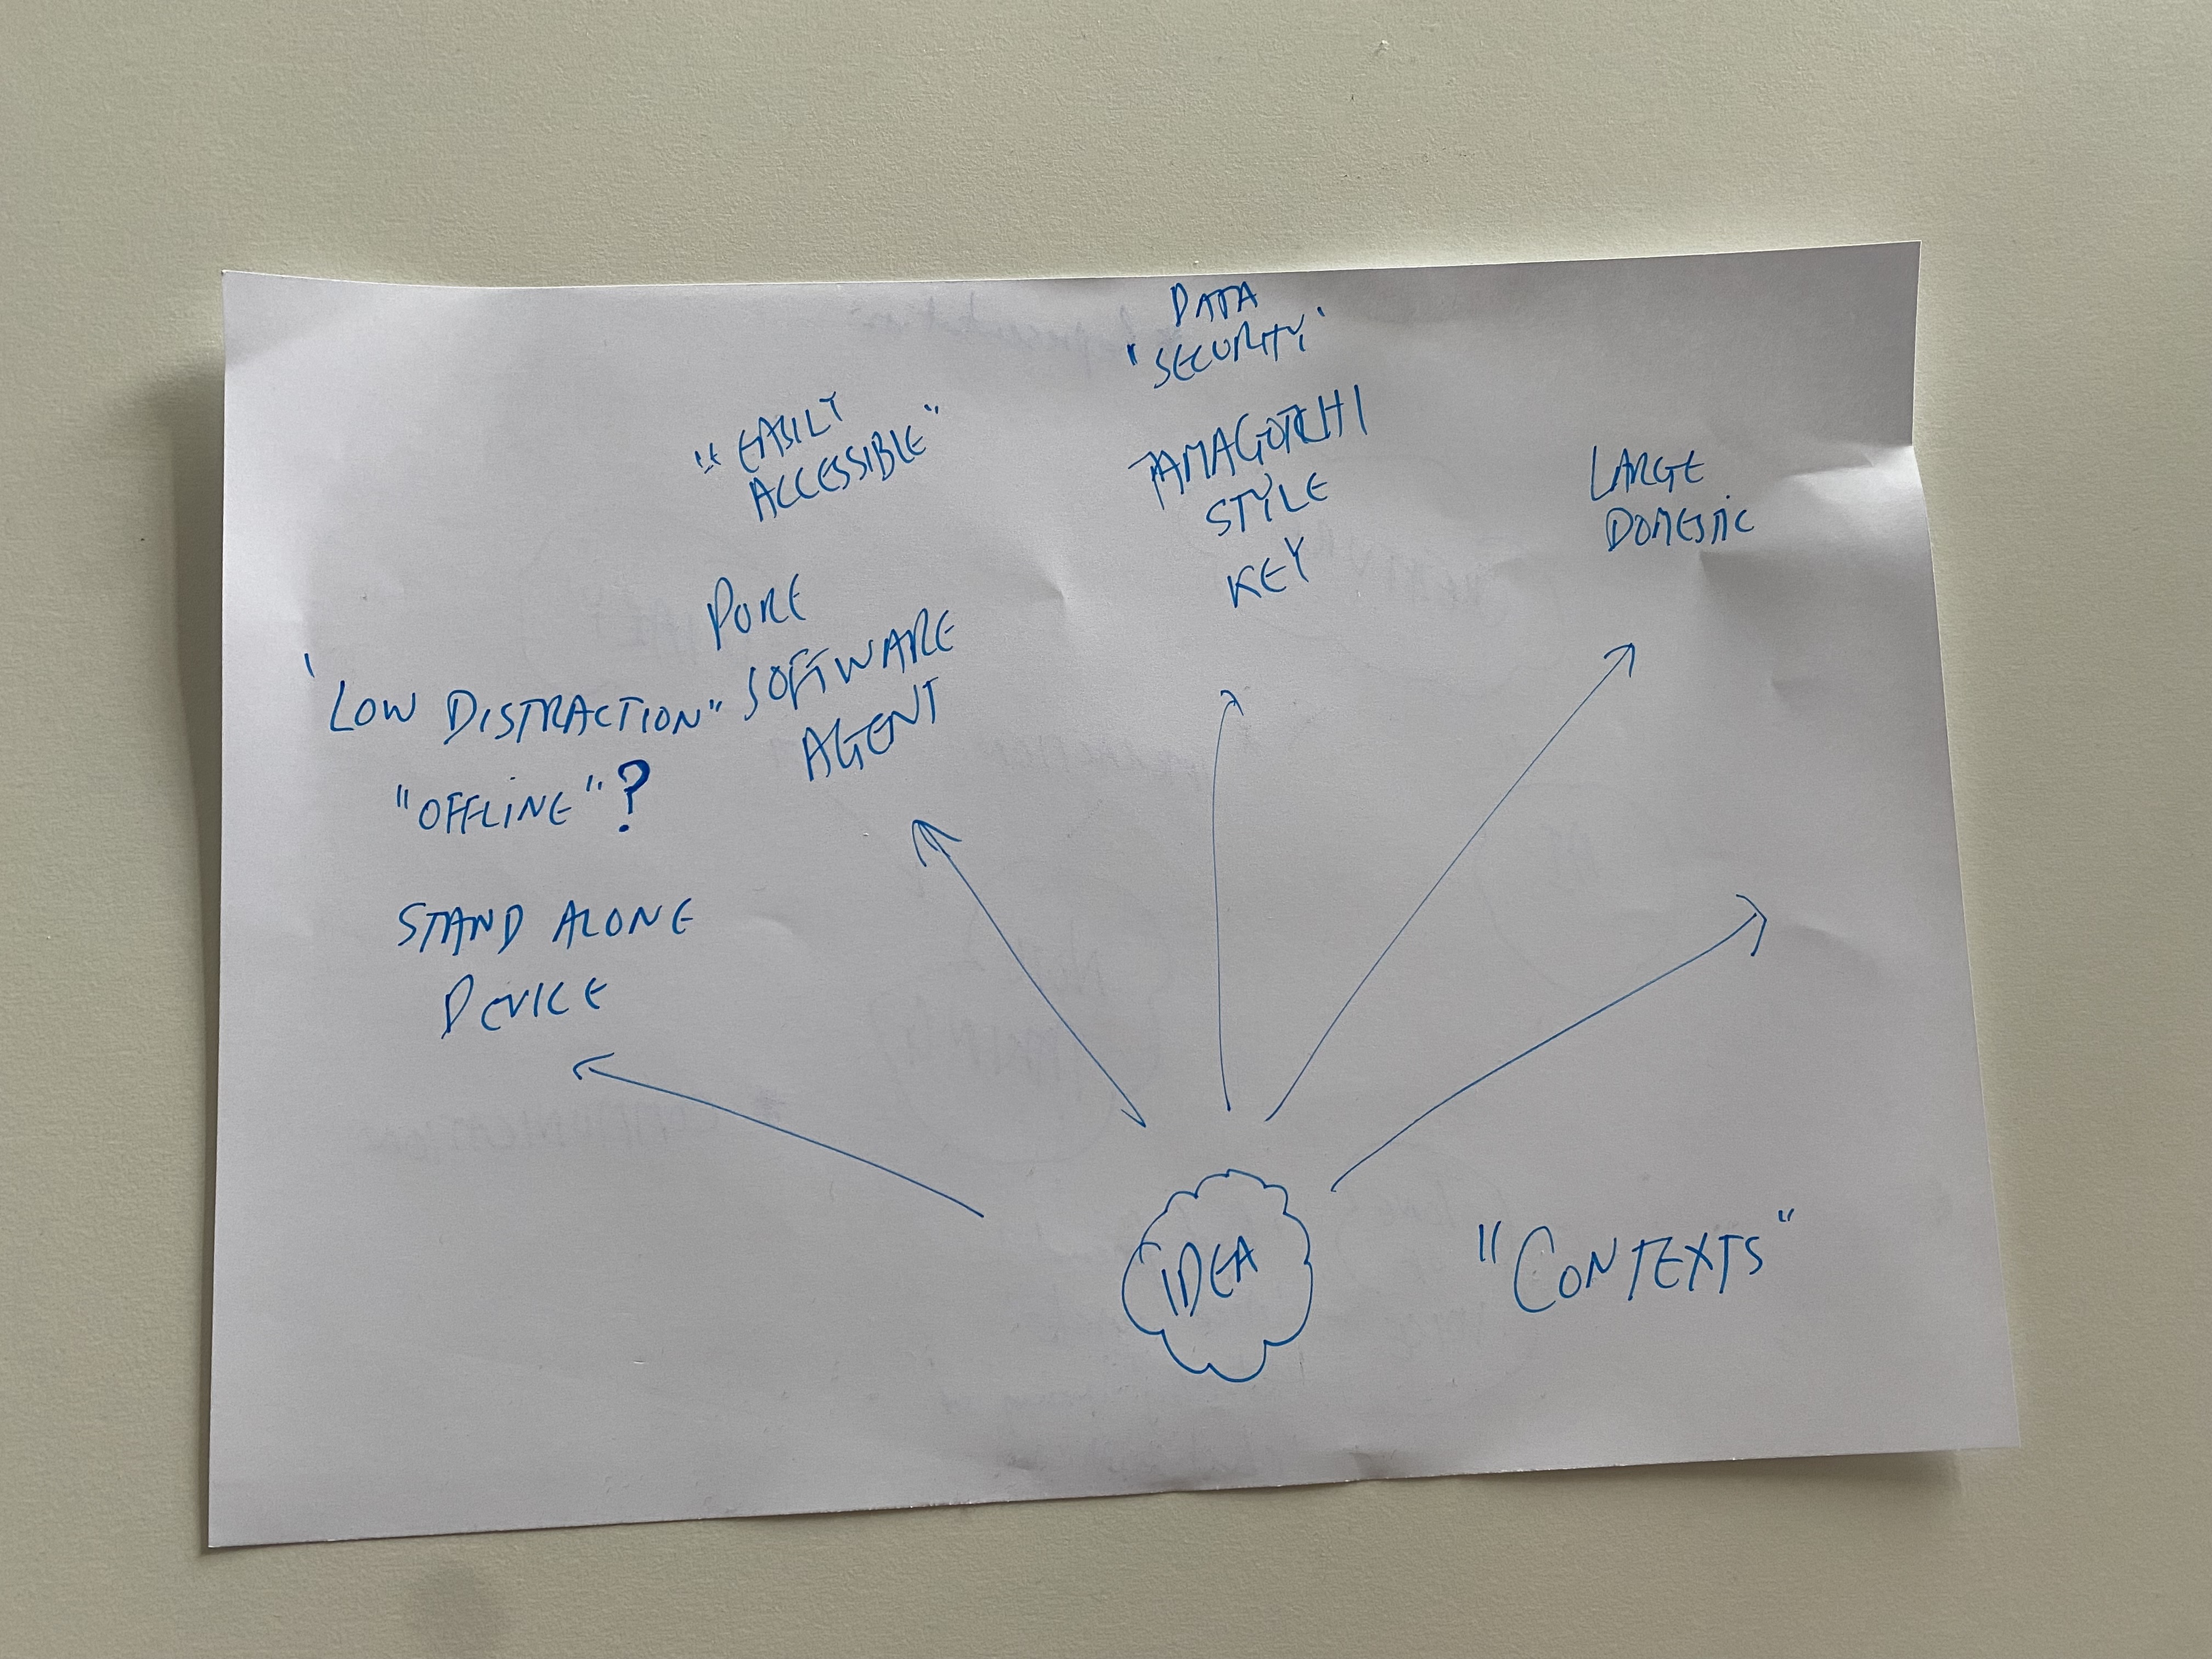 DATA
"SECURITY"
"EASILY
ACCESSIBLE"
TAMAGOTCHI
STYLE
KEY
LARGE
DOMESTIC
PURE
SOFTWARE
AGENT
'LOW DISTRACTION"
"OFFLINE"?
STAND ALONE
DEVICE
IDEA
"CONTEXTS"